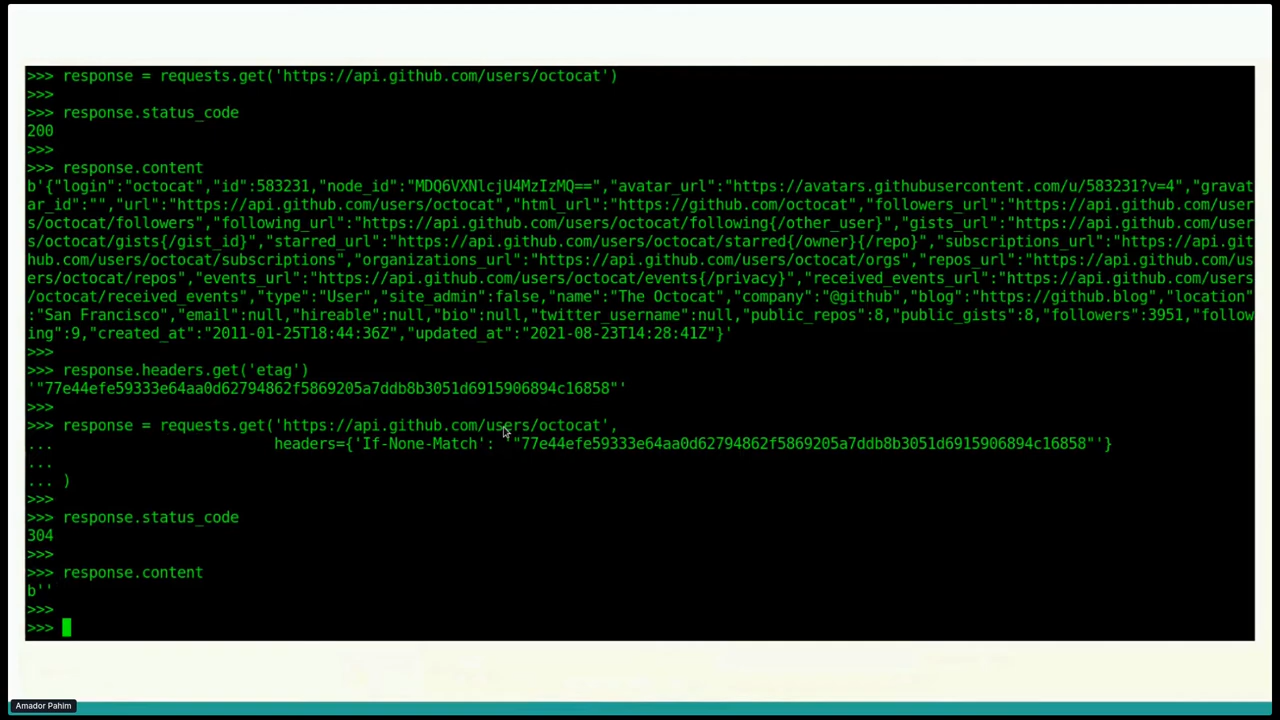 >>> response = requests.get('https://api.github.com/users/octocat')
>>>
>>> response.status_code
200
>>>
>>> response.content
b'{"login":"octocat","id":583231,"node_id":"MDQ6VXNlcjU4MzIzMQ==","avatar_url":"https://avatars.githubusercontent.com/u/583231?v=4","gravat
ar_id":"","url":"https://api.github.com/users/octocat","html_url":"https://github.com/octocat","followers_url":"https://api.github.com/user
s/octocat/followers","following_url":"https://api.github.com/users/octocat/following{/other_user}","gists_url":"https://api.github.com/user
s/octocat/gists{/gist_id}","starred_url":"https://api.github.com/users/octocat/starred{/owner}{/repo}","subscriptions_url":"https://api.git
hub.com/users/octocat/subscriptions","organizations_url":"https://api.github.com/users/octocat/orgs","repos_url":"https://api.github.com/us
ers/octocat/repos","events_url":"https://api.github.com/users/octocat/events{/privacy}","received_events_url":"https://api.github.com/users
/octocat/received_events","type":"User","site_admin":false,"name":"The Octocat","company":"@github","blog":"https://github.blog","location"
:"San Francisco","email":null,"hireable":null,"bio":null,"twitter_username":null,"public_repos":8,"public_gists":8,"followers":3951,"follow
ing":9,"created_at":"2011-01-25T18:44:36Z","updated_at":"2021-08-23T14:28:41Z"}'
>>>
>>> response.headers.get('etag')
'"77e44efe59333e64aa0d62794862f5869205a7ddb8b3051d6915906894c16858"'
>>>
>>> response = requests.get('https://api.github.com/users/octocat',
... headers={'If-None-Match': '"77e44efe59333e64aa0d62794862f5869205a7ddb8b3051d6915906894c16858"'}
...
... )
>>>
>>> response.status_code
304
>>>
>>> response.content
b''
>>>
>>>
Amador Pahim